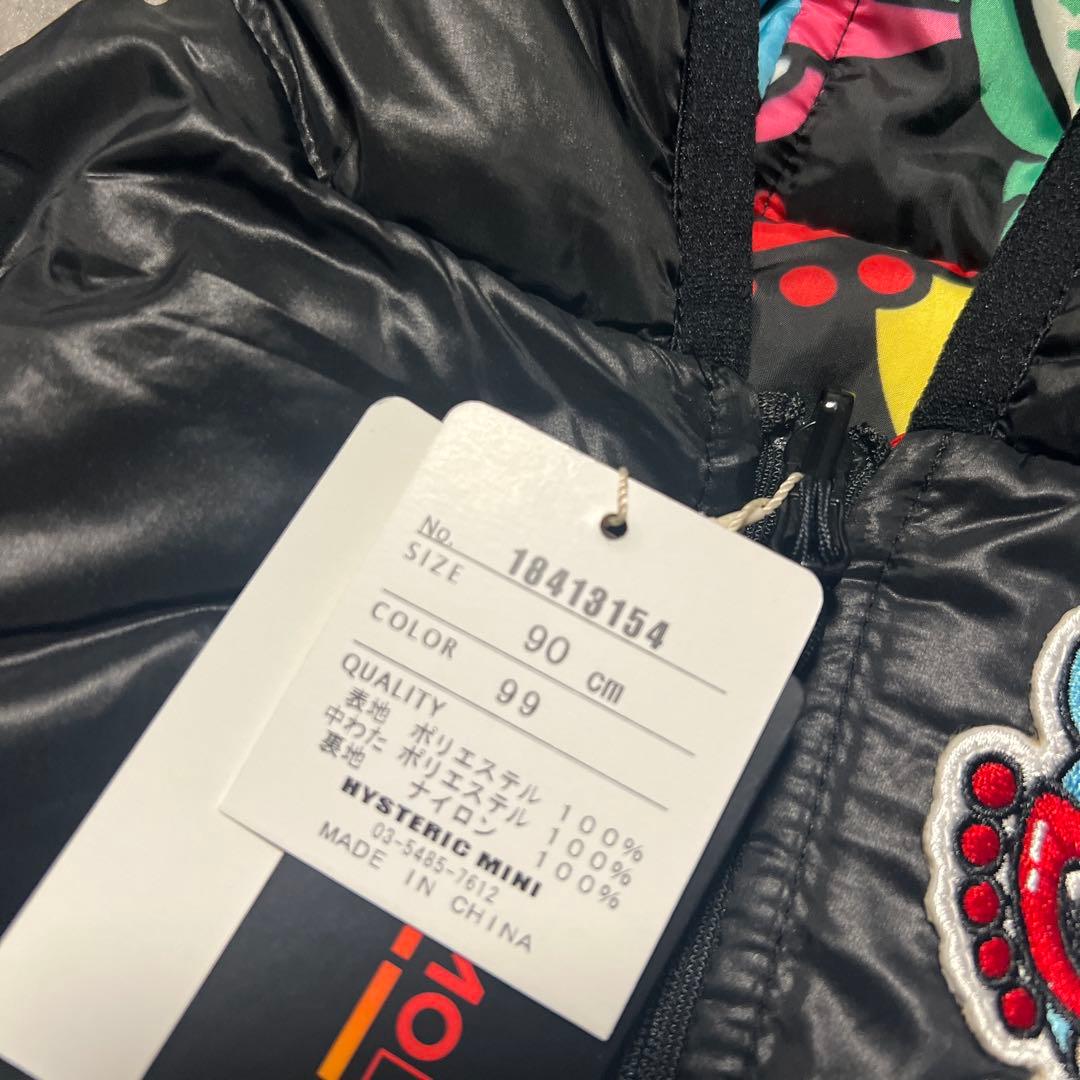 No. 18413154
SIZE 90 cm
COLOR 99
QUALITY
表地 ポリエステル 100%
中わた ポリエステル 100%
裏地 ナイロン 100%
HYSTERIC MINI
03-5485-7612
MADE IN CHINA